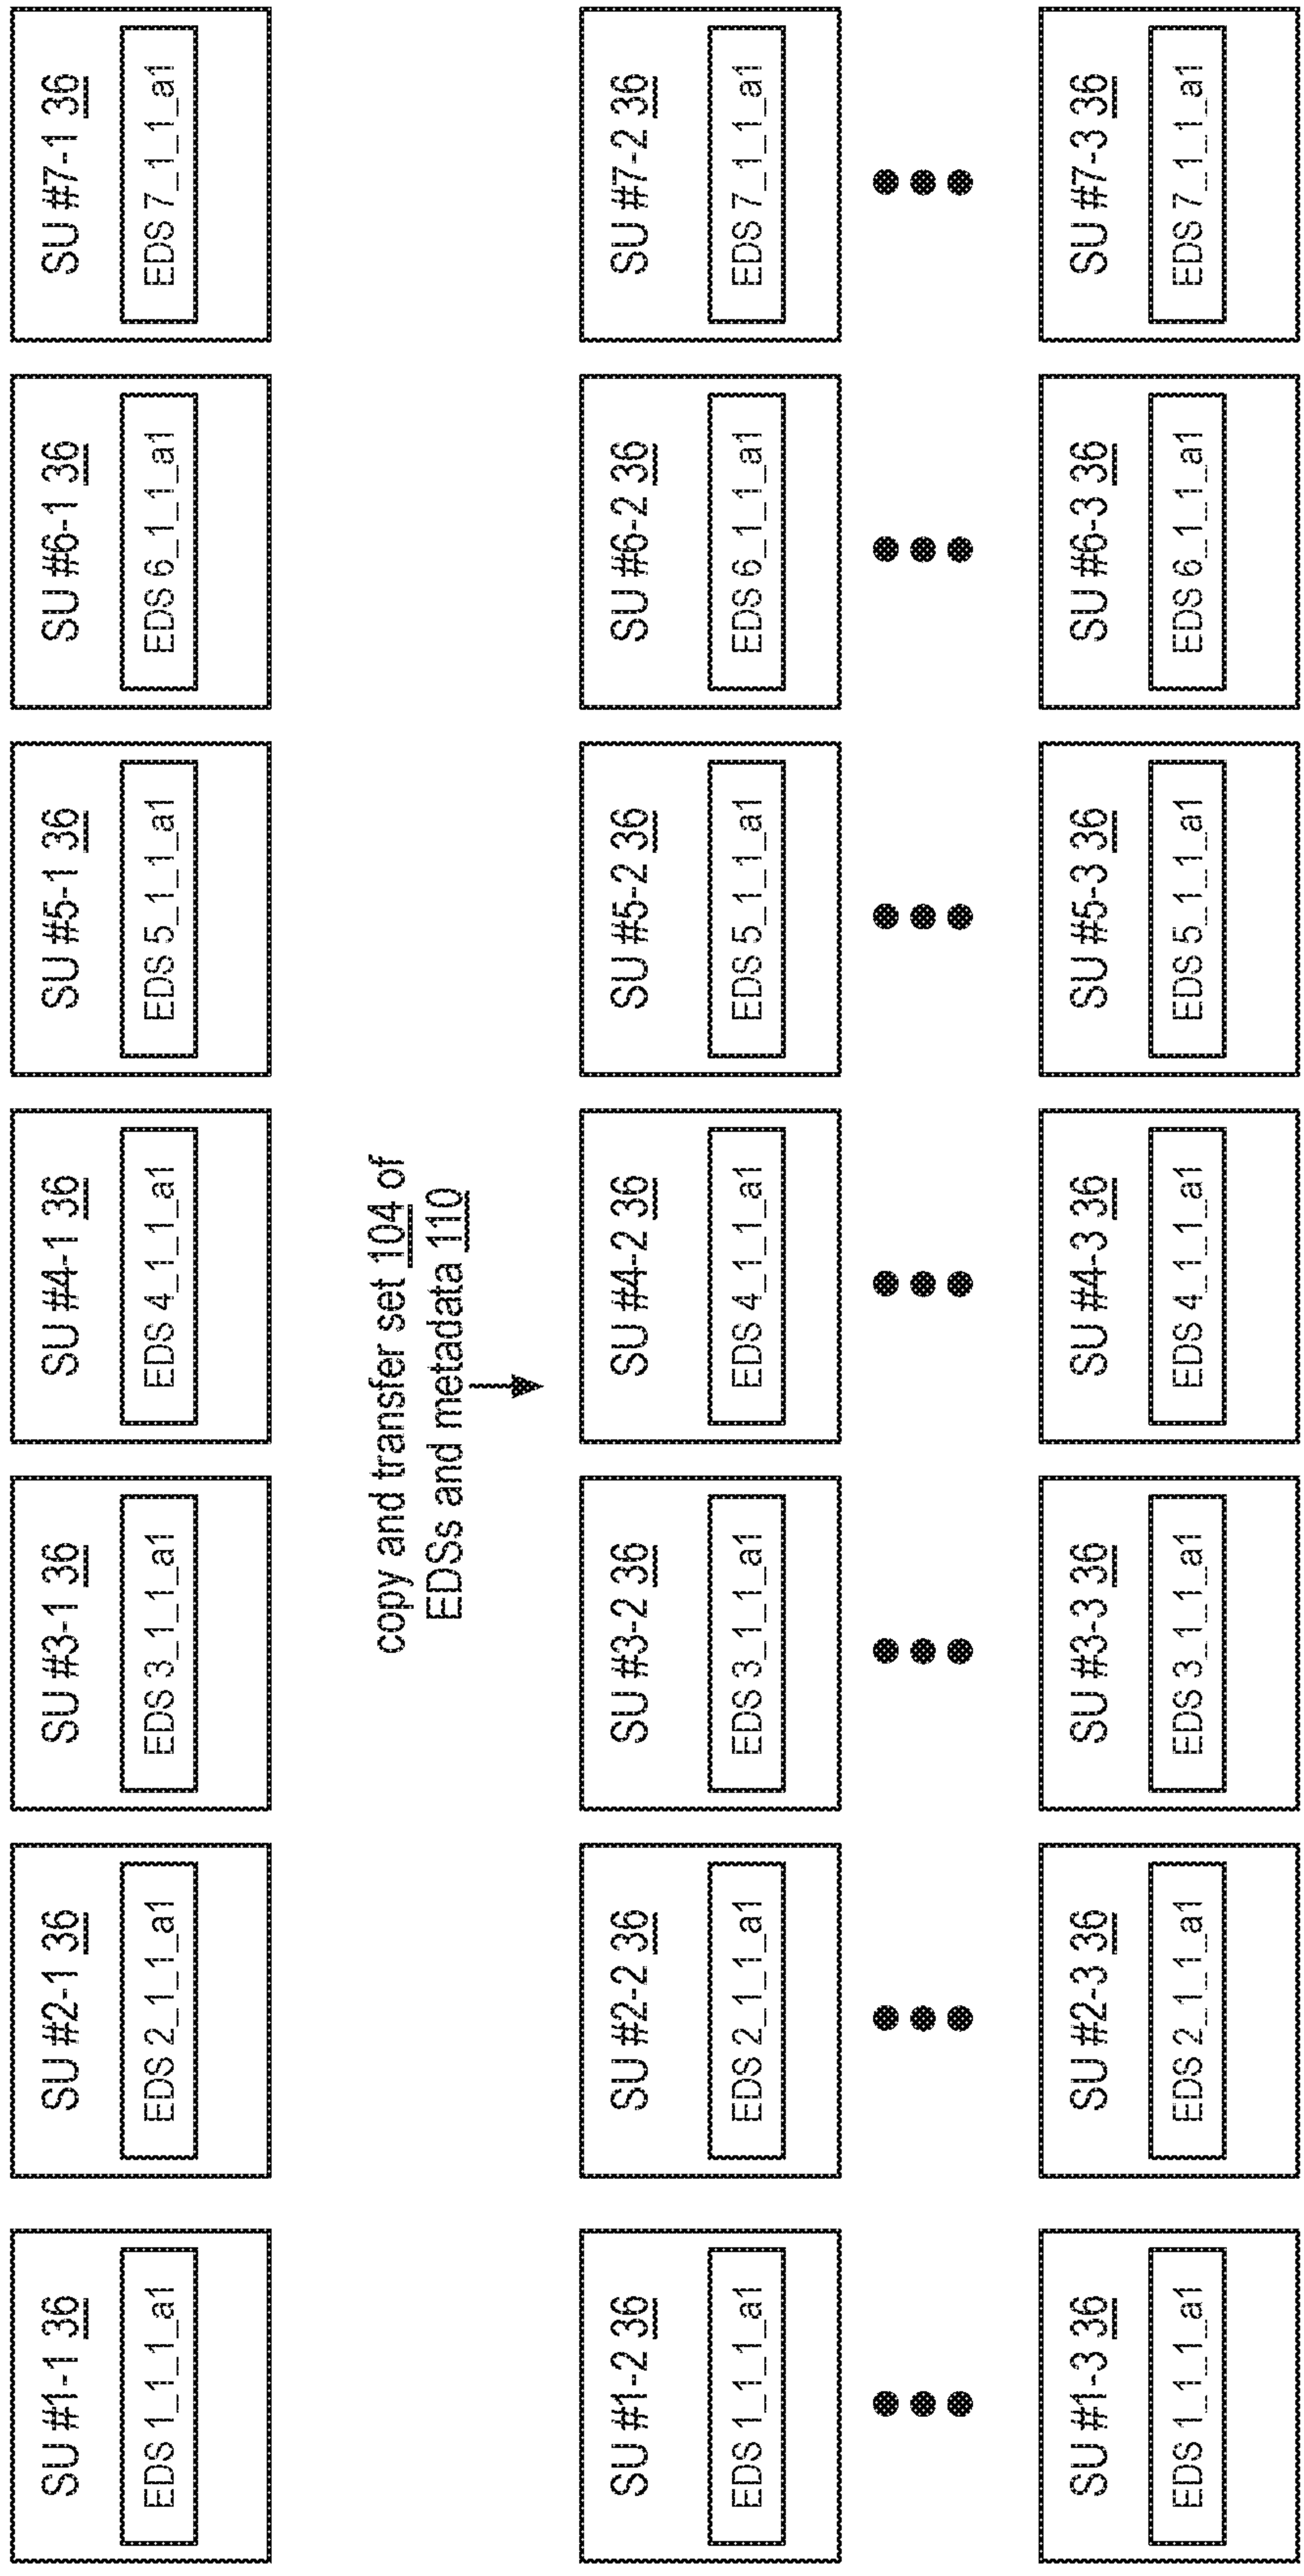 SU #1-1 36
EDS 1_1_1_a1
SU #2-1 36
EDS 2_1_1_a1
SU #3-1 36
EDS 3_1_1_a1
SU #4-1 36
EDS 4_1_1_a1
SU #5-1 36
EDS 5_1_1_a1
SU #6-1 36
EDS 6_1_1_a1
SU #7-1 36
EDS 7_1_1_a1
copy and transfer set 104 of
EDSs and metadata 110
SU #1-2 36
EDS 1_1_1_a1
SU #2-2 36
EDS 2_1_1_a1
SU #3-2 36
EDS 3_1_1_a1
SU #4-2 36
EDS 4_1_1_a1
SU #5-2 36
EDS 5_1_1_a1
SU #6-2 36
EDS 6_1_1_a1
SU #7-2 36
EDS 7_1_1_a1
SU #1-3 36
EDS 1_1_1_a1
SU #2-3 36
EDS 2_1_1_a1
SU #3-3 36
EDS 3_1_1_a1
SU #4-3 36
EDS 4_1_1_a1
SU #5-3 36
EDS 5_1_1_a1
SU #6-3 36
EDS 6_1_1_a1
SU #7-3 36
EDS 7_1_1_a1